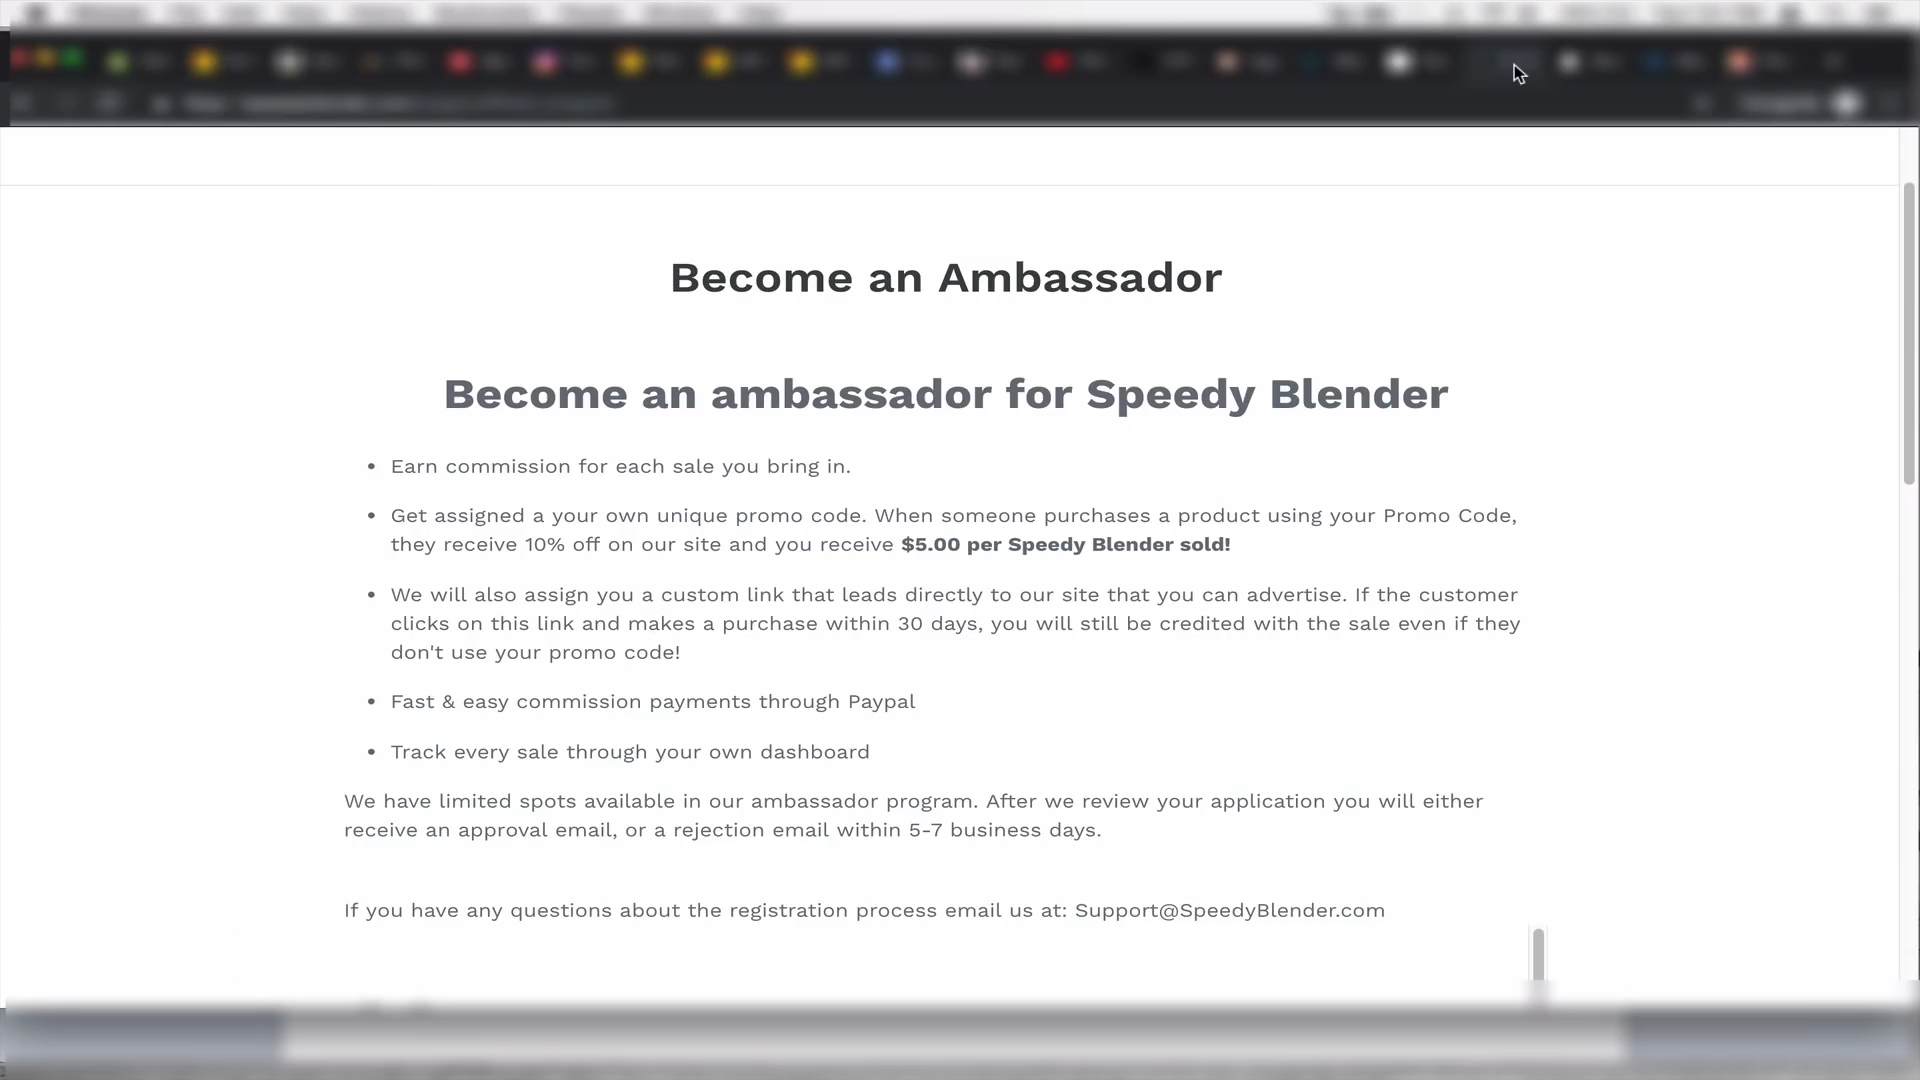 Become an Ambassador
Become an ambassador for Speedy Blender
• Earn commission for each sale you bring in.
• Get assigned a your own unique promo code. When someone purchases a product using your Promo Code,
they receive 10% off on our site and you receive $5.00 per Speedy Blender sold!
• We will also assign you a custom link that leads directly to our site that you can advertise. If the customer
clicks on this link and makes a purchase within 30 days, you will still be credited with the sale even if they
don't use your promo code!
• Fast & easy commission payments through Paypal
• Track every sale through your own dashboard
We have limited spots available in our ambassador program. After we review your application you will either
receive an approval email, or a rejection email within 5-7 business days.
If you have any questions about the registration process email us at: Support@SpeedyBlender.com